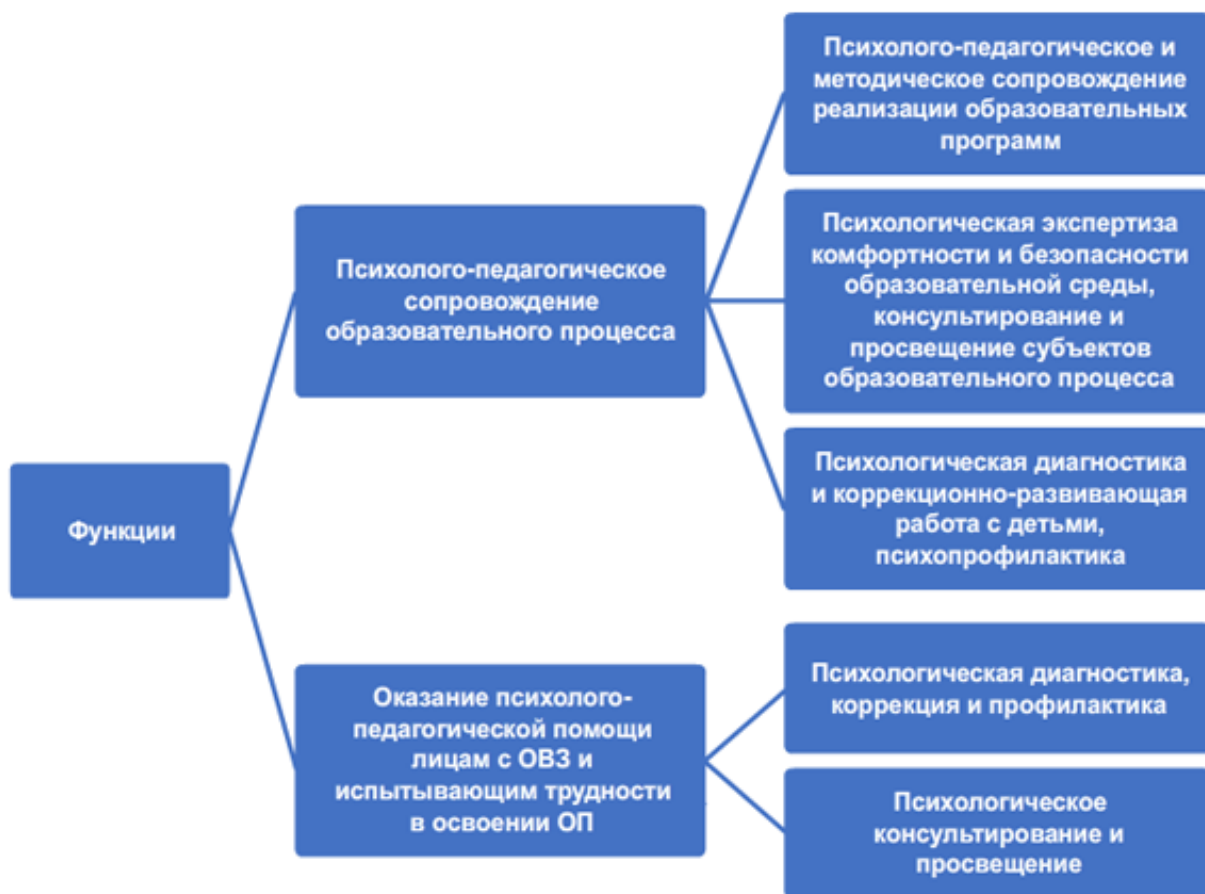 Функции
Психолого-педагогическое
сопровождение
образовательного процесса
Психолого-педагогическое и
методическое сопровождение
реализации образовательных
программ
Психологическая экспертиза
комфортности и безопасности
образовательной среды,
консультирование и
просвещение субъектов
образовательного процесса
Психологическая диагностика
и коррекционно-развивающая
работа с детьми,
психопрофилактика
Оказание психолого-
педагогической помощи
лицам с ОВЗ и
испытывающим трудности
в освоении ОП
Психологическая диагностика,
коррекция и профилактика
Психологическое
консультирование и
просвещение